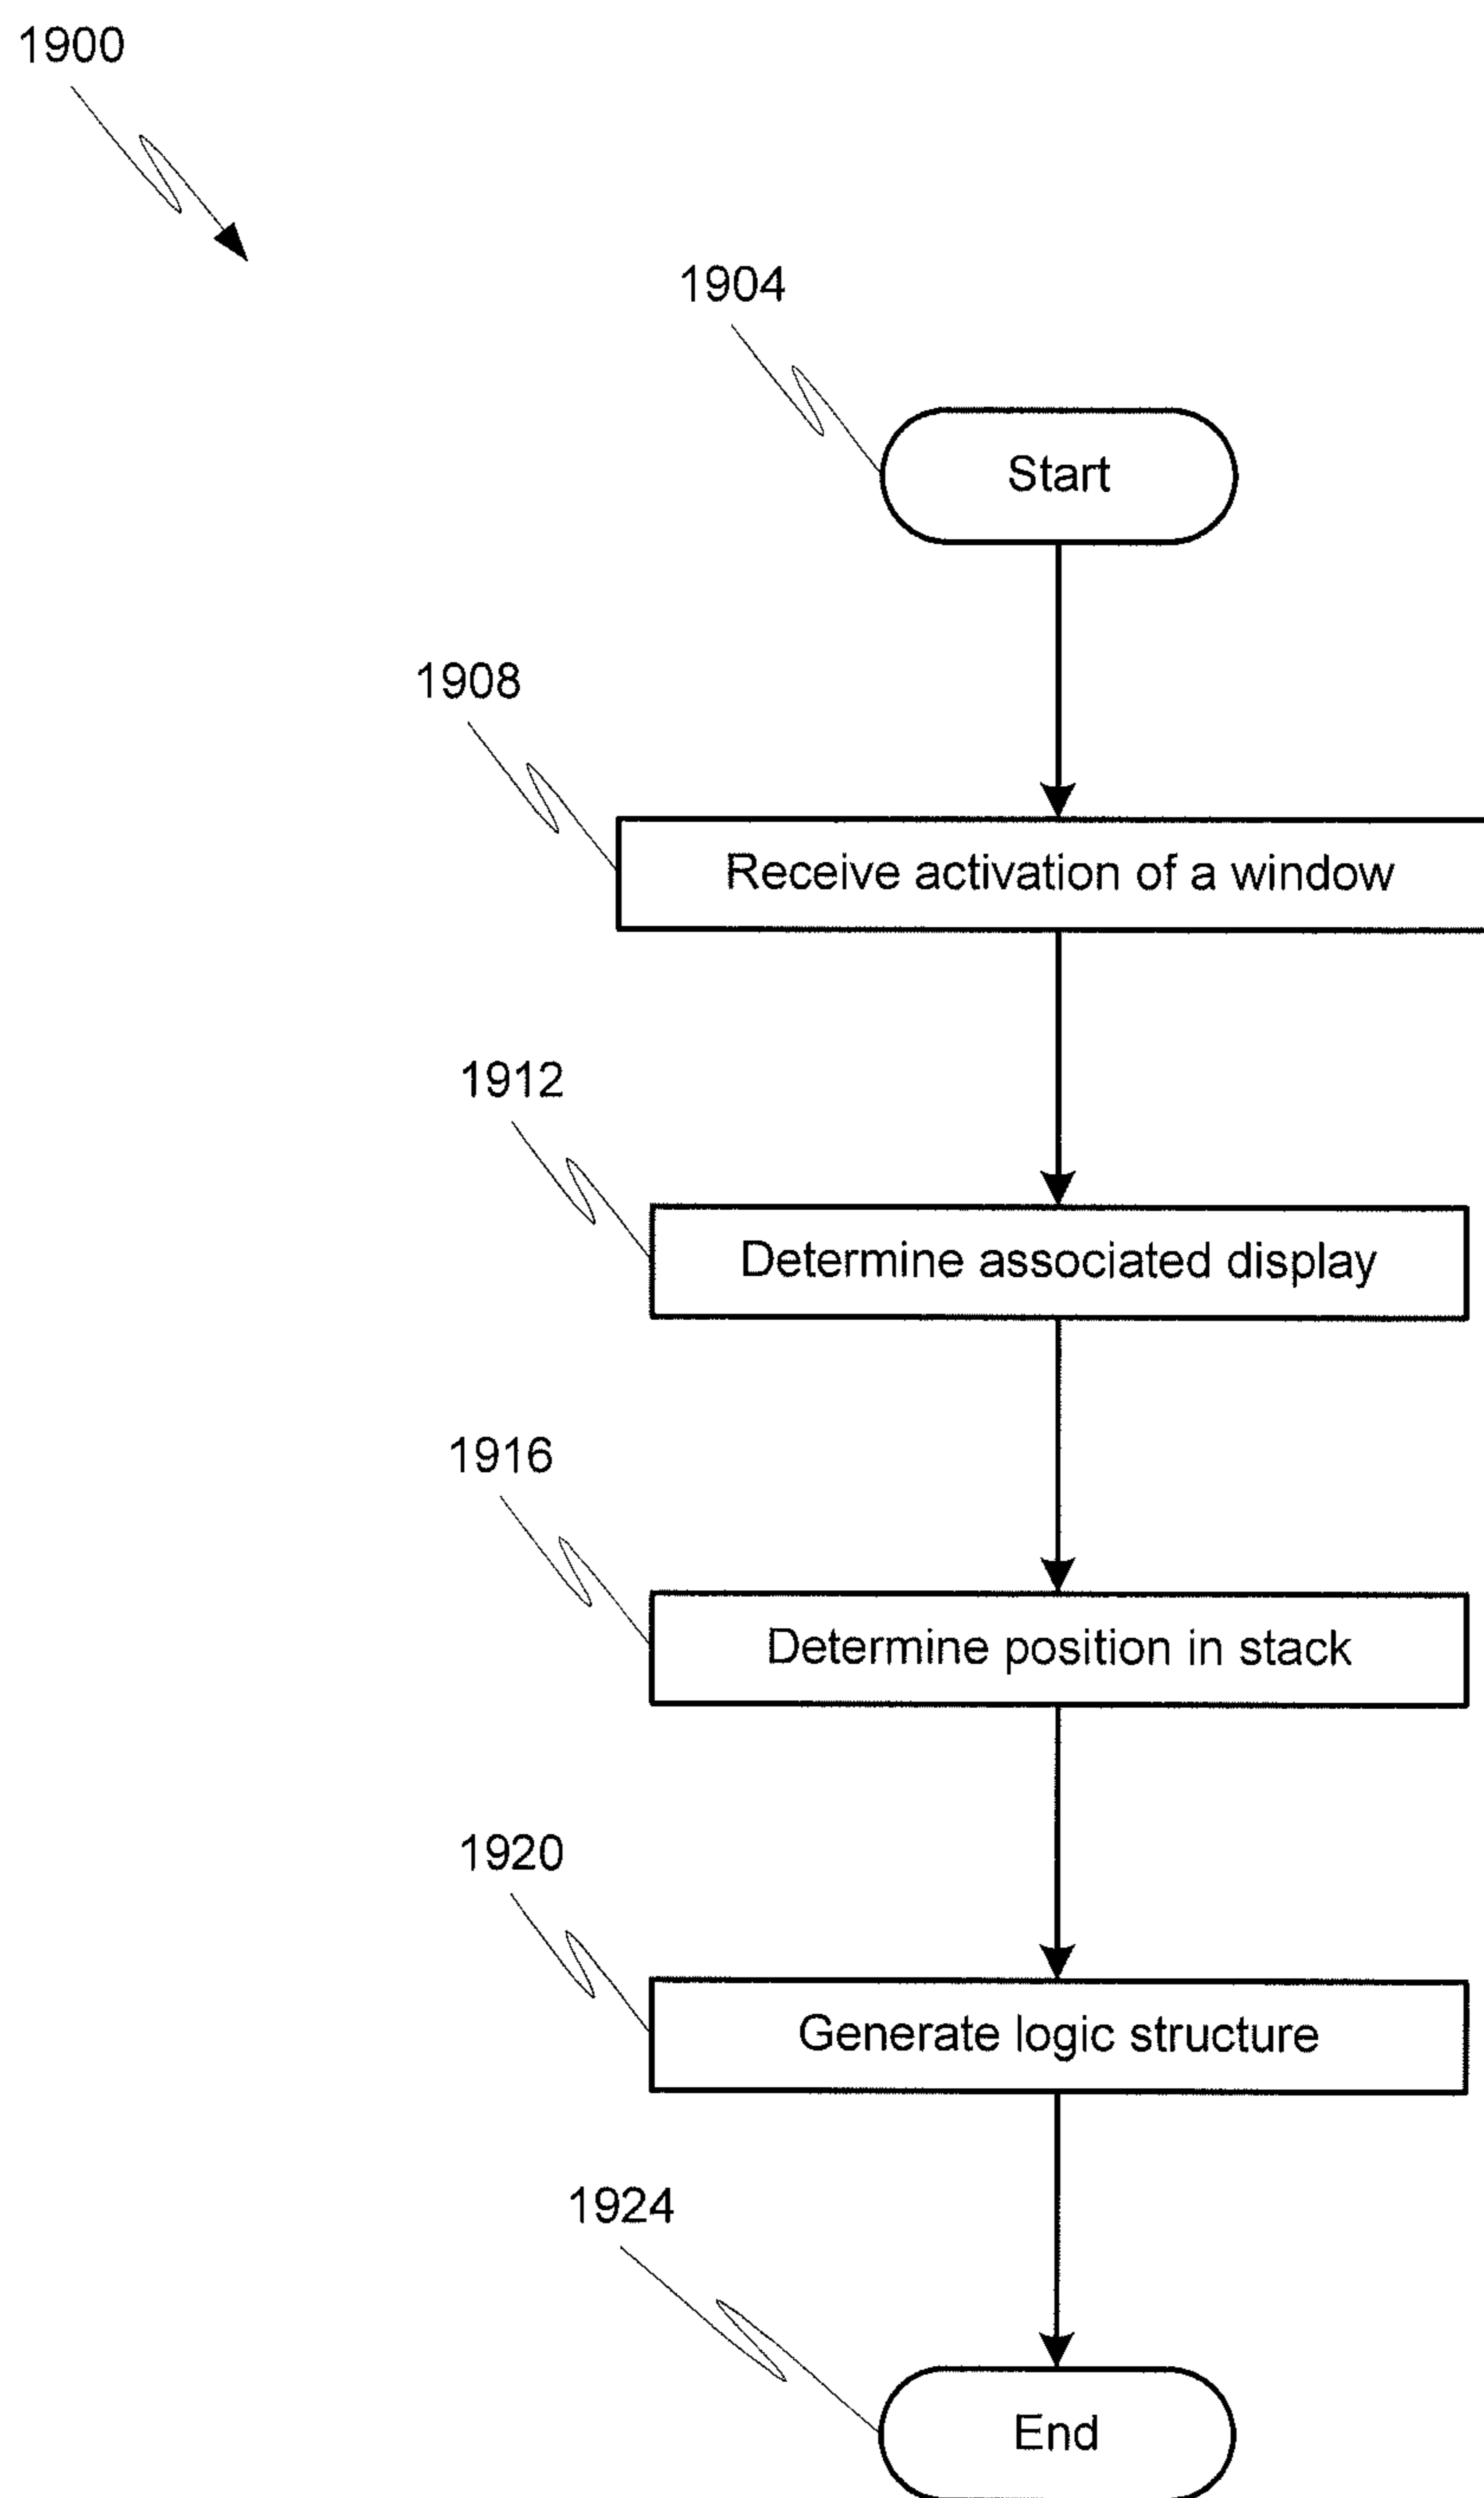 1900
1904
Start
1908
Receive activation of a window
1912
Determine associated display
1916
Determine position in stack
1920
Generate logic structure
1924
End